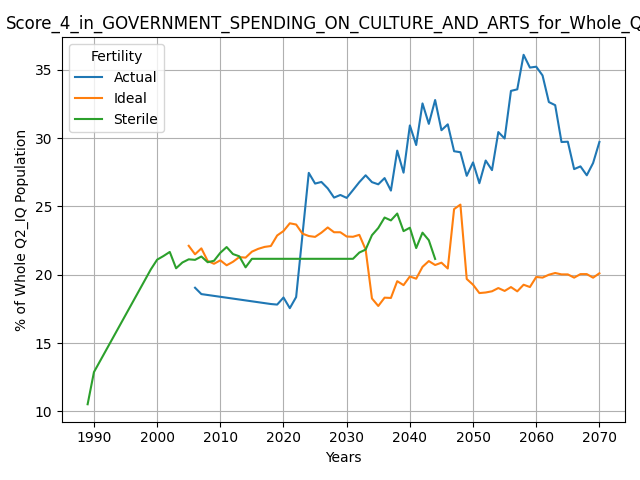 Score_4_in_GOVERNMENT_SPENDING_ON_CULTURE_AND_ARTS_for_Whole_Q
Fertility
Actual
Ideal
Sterile
% of Whole Q2_IQ Population
35
30
25
20
15
10
1990 2000 2010 2020 2030 2040 2050 2060 2070
Years